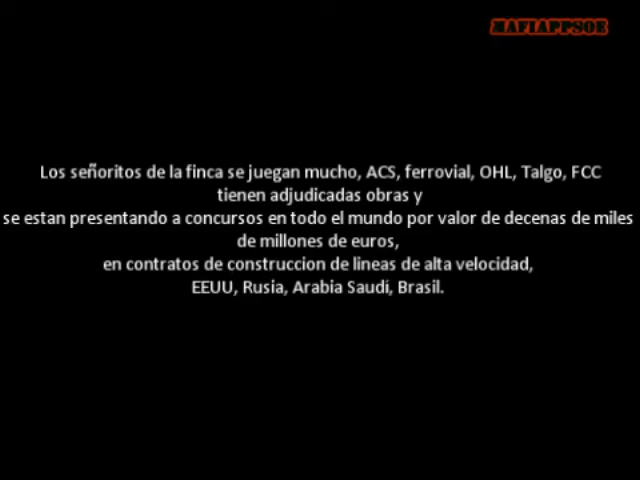 MAFIAPPSOE
Los señoritos de la finca se juegan mucho, ACS, ferrovial, OHL, Talgo, FCC
tienen adjudicadas obras y
se estan presentando a concursos en todo el mundo por valor de decenas de miles
de millones de euros,
en contratos de construccion de lineas de alta velocidad,
EEUU, Rusia, Arabia Saudi, Brasil.